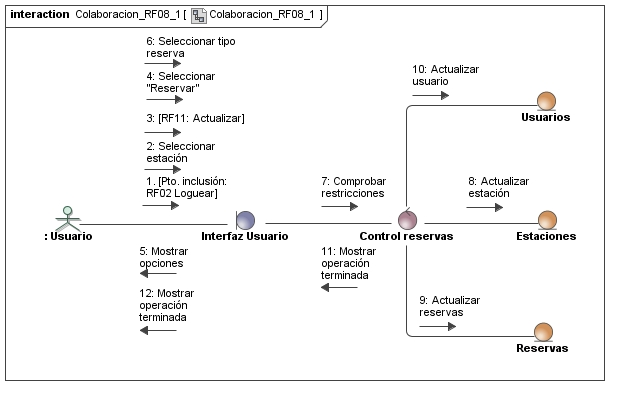 interaction Colaboracion_RF08_1 [ Colaboracion_RF08_1 ]
6: Seleccionar tipo
reserva
4: Seleccionar
"Reservar"
3: [RF11: Actualizar]
2: Seleccionar
estación
1. [Pto. inclusión:
RF02 Loguear]
: Usuario
Interfaz Usuario
5: Mostrar
opciones
12: Mostrar
operación
terminada
7: Comprobar
restricciones
Control reservas
11: Mostrar
operación
terminada
10: Actualizar
usuario
Usuarios
8: Actualizar
estación
Estaciones
9: Actualizar
reservas
Reservas